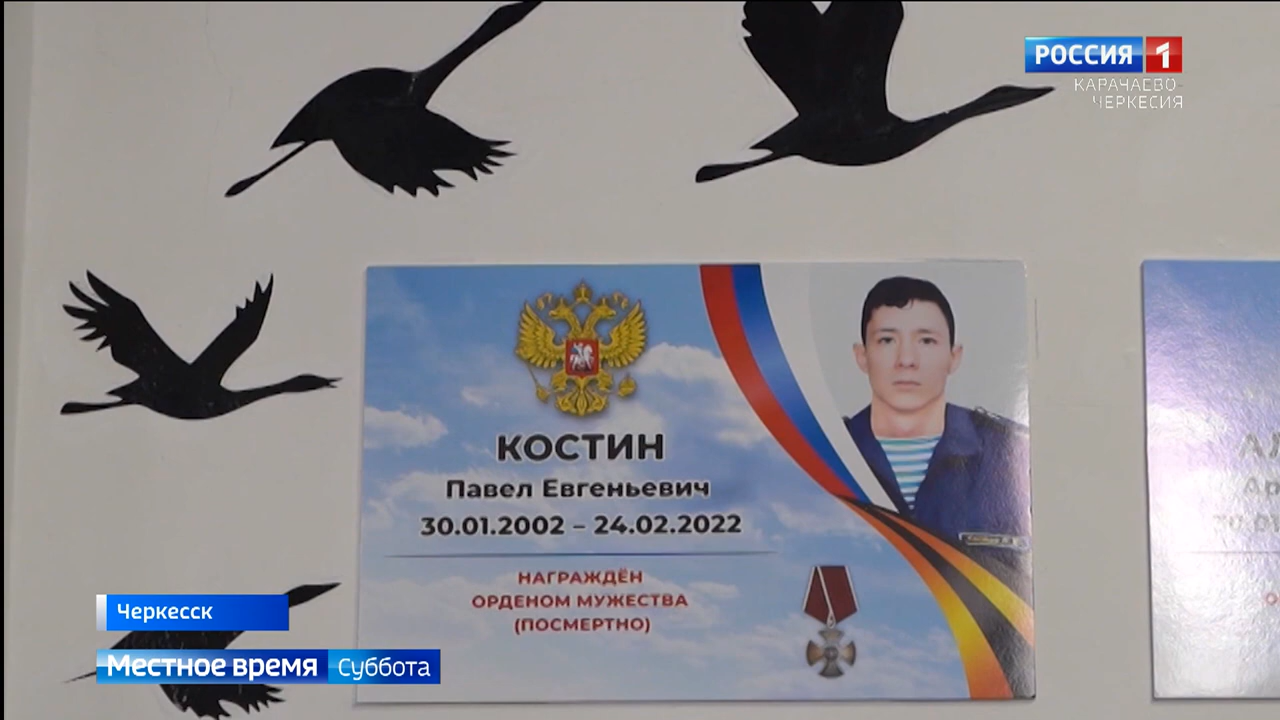 РОССИЯ 1
КАРАЧАЕВО-
ЧЕРКЕСИЯ
КОСТИН
Павел Евгеньевич
30.01.2002 – 24.02.2022
НАГРАЖДЁН
ОРДЕНОМ МУЖЕСТВА
(ПОСМЕРТНО)
Черкесск
Местное время Суббота